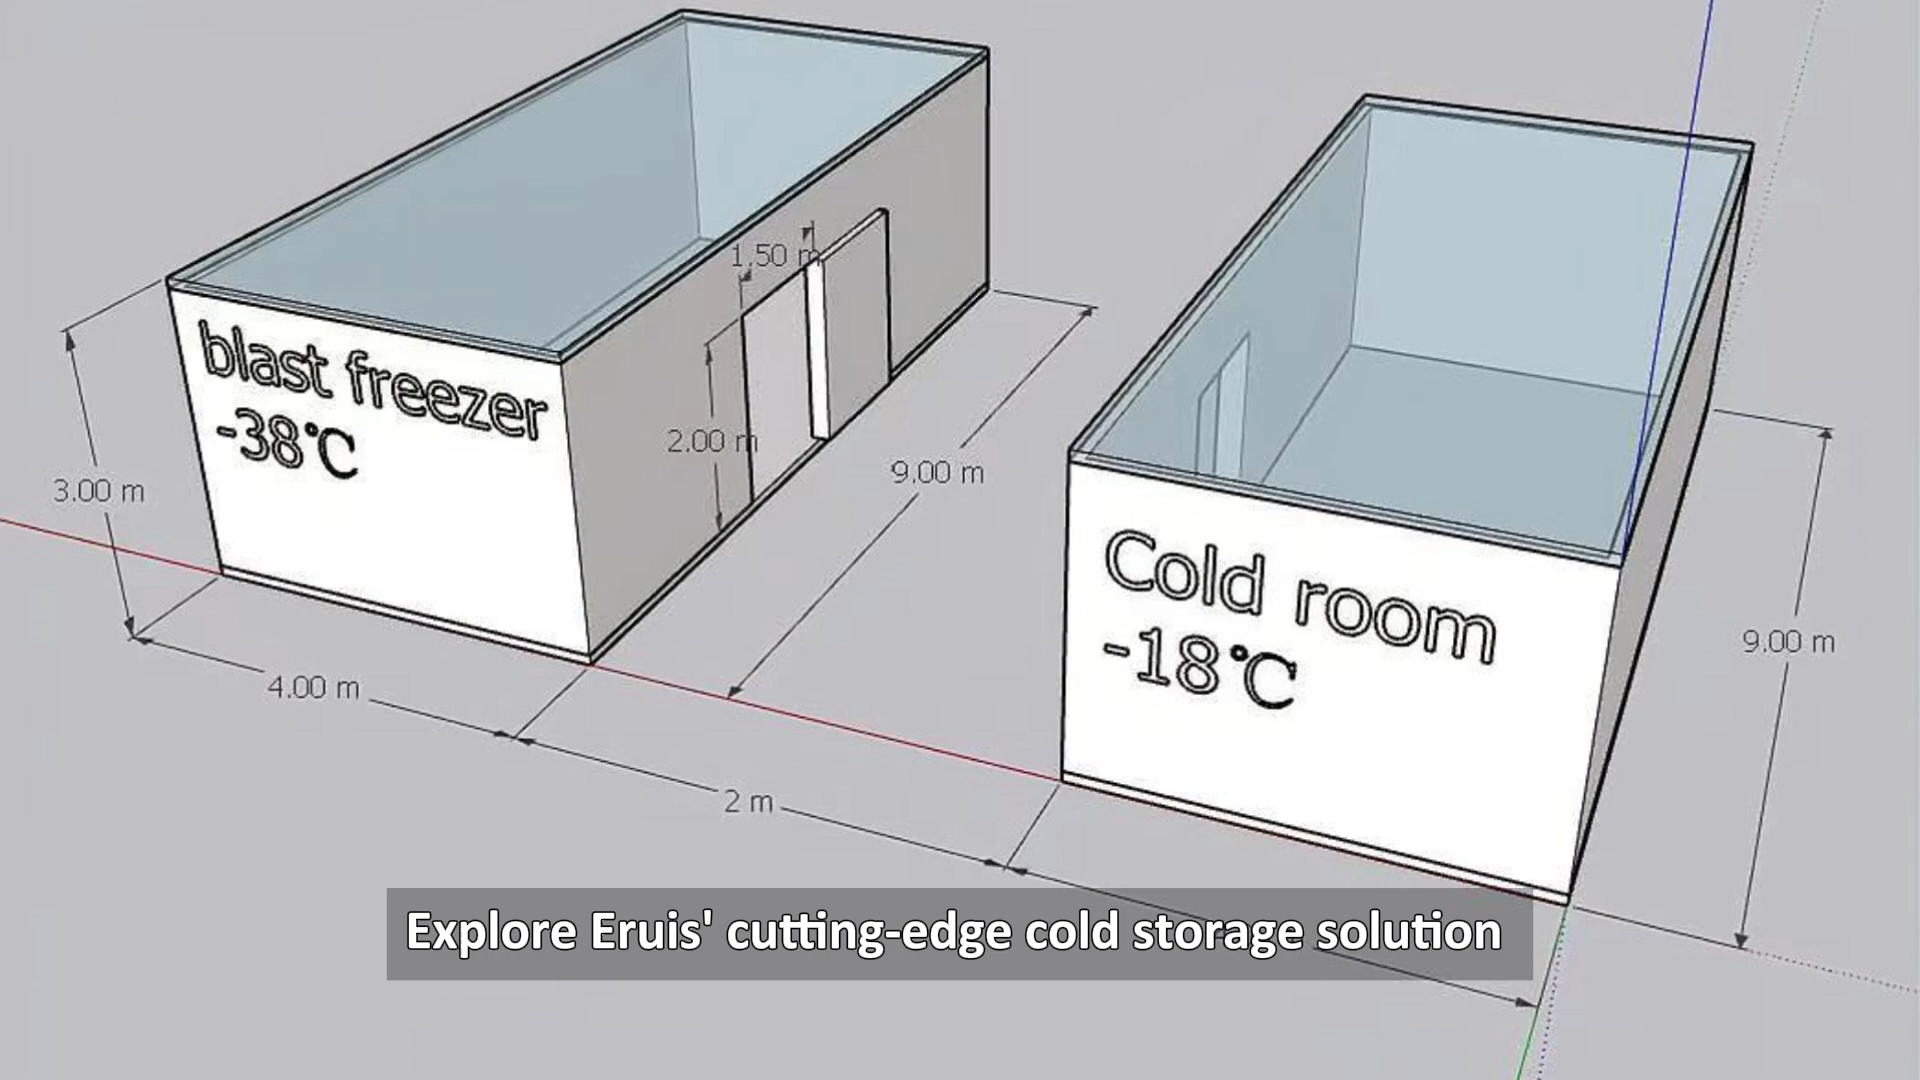 1.50 m
blast freezer
-38°C
2.00 m
9.00 m
3.00 m
Cold room
-18°C
9.00 m
4.00 m
2 m
Explore Eruis' cutting-edge cold storage solution